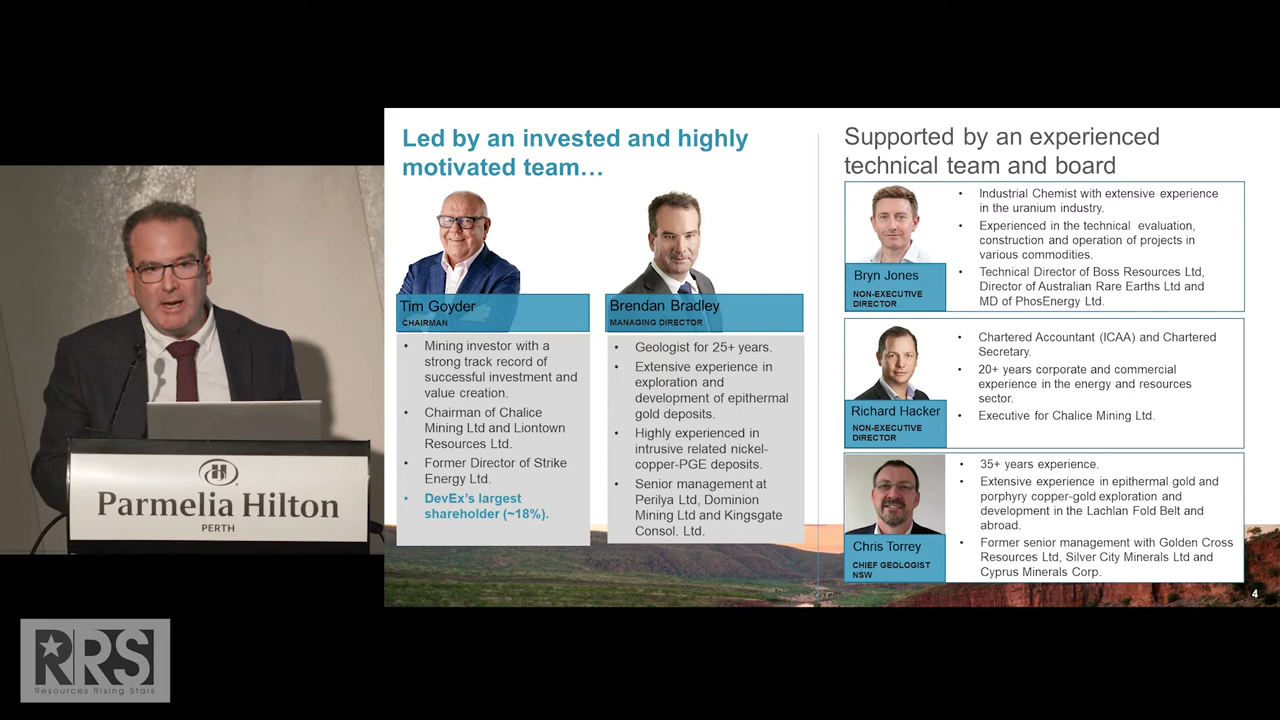 Led by an invested and highly
motivated team…
Tim Goyder
CHAIRMAN
• Mining investor with a
strong track record of
successful investment and
value creation.
• Chairman of Chalice
Mining Ltd and Liontown
Resources Ltd.
• Former Director of Strike
Energy Ltd.
• DevEx's largest
shareholder (~18%).
Brendan Bradley
MANAGING DIRECTOR
• Geologist for 25+ years.
• Extensive experience in
exploration and
development of epithermal
gold deposits.
• Highly experienced in
intrusive related nickel-
copper-PGE deposits.
• Senior management at
Perilya Ltd, Dominion
Mining Ltd and Kingsgate
Consol. Ltd.
Supported by an experienced
technical team and board
Bryn Jones
NON-EXECUTIVE
DIRECTOR
• Industrial Chemist with extensive experience
in the uranium industry.
• Experienced in the technical evaluation,
construction and operation of projects in
various commodities.
• Technical Director of Boss Resources Ltd,
Director of Australian Rare Earths Ltd and
MD of PhosEnergy Ltd.
Richard Hacker
NON-EXECUTIVE
DIRECTOR
• Chartered Accountant (ICAA) and Chartered
Secretary.
• 20+ years corporate and commercial
experience in the energy and resources
sector.
• Executive for Chalice Mining Ltd.
Chris Torrey
CHIEF GEOLOGIST
NSW
• 35+ years experience.
• Extensive experience in epithermal gold and
porphyry copper-gold exploration and
development in the Lachlan Fold Belt and
abroad.
• Former senior management with Golden Cross
Resources Ltd, Silver City Minerals Ltd and
Cyprus Minerals Corp.
4
H
Parmelia Hilton
PERTH
RRS
Resources Rising Stars